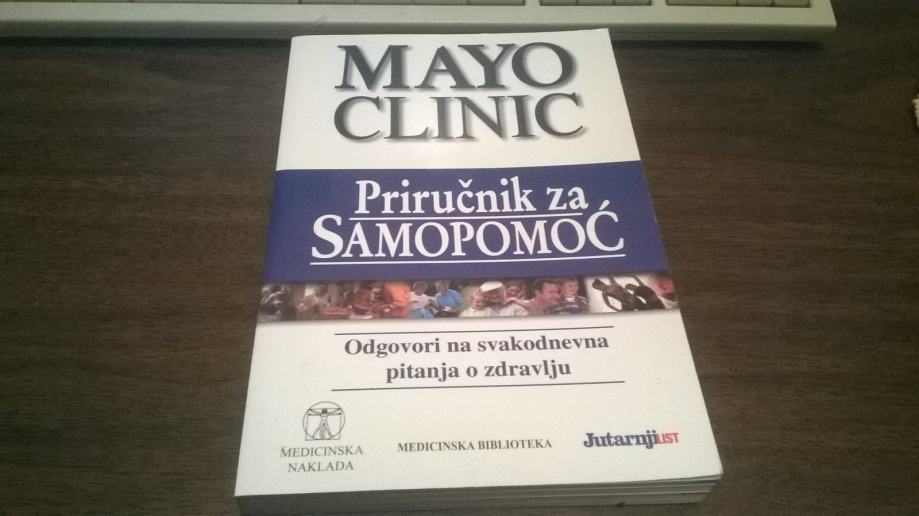 MAYO
CLINIC
Priručnik za
SAMOPOMOĆ
Odgovori na svakodnevna
pitanja o zdravlju
MEDICINSKA
NAKLADA
MEDICINSKA BIBLIOTEKA
Jutarnji LIST